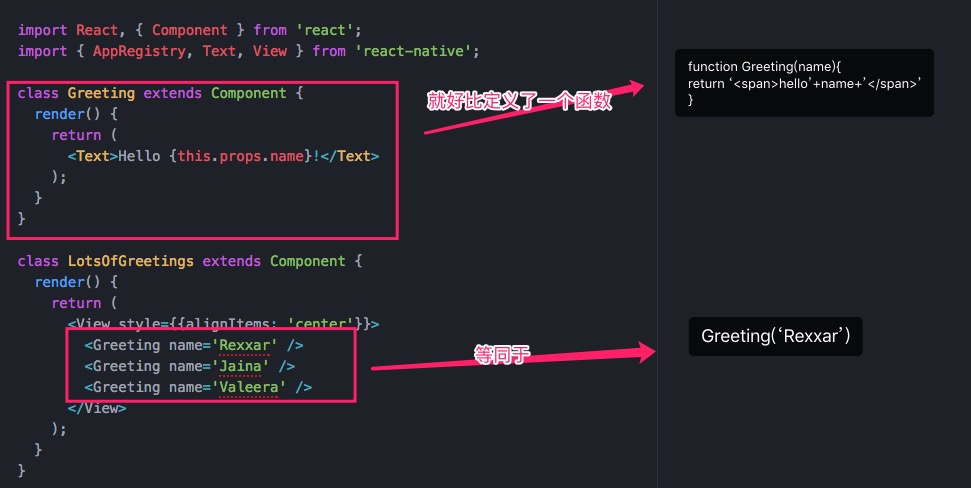 import React, { Component } from 'react';
import { AppRegistry, Text, View } from 'react-native';
class Greeting extends Component {
render() {
return (
<Text>Hello {this.props.name}!</Text>
);
}
}
就好比定义了一个函数
function Greeting(name){
return ‘<span>hello’+name+’</span>’
}
class LotsOfGreetings extends Component {
render() {
return (
<View style={{alignItems: 'center'}}>
<Greeting name='Rexxar' />
<Greeting name='Jaina' />
<Greeting name='Valeera' />
</View>
);
}
}
等同于
Greeting(‘Rexxar’)